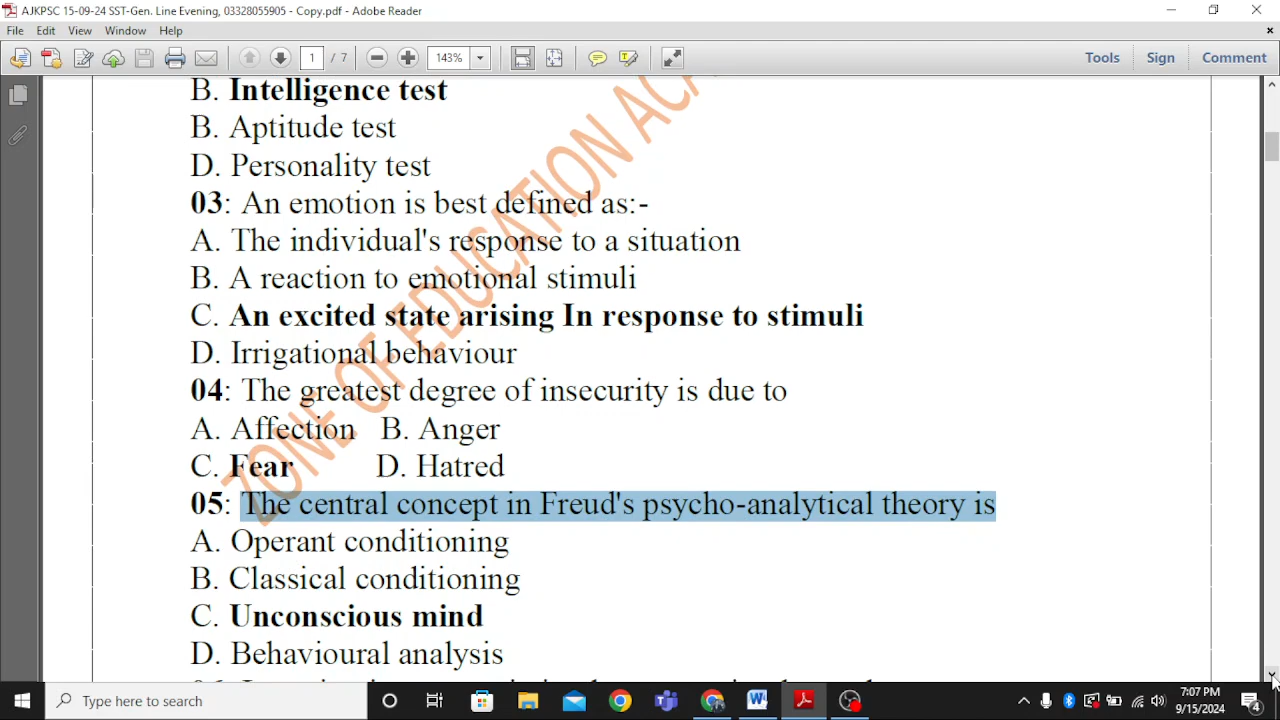 AJKPSC 15-09-24 SST-Gen. Line Evening, 03328055905 - Copy.pdf - Adobe Reader
File Edit View Window Help
1 / 7 143% Tools Sign Comment
B. Intelligence test
B. Aptitude test
D. Personality test
03: An emotion is best defined as:-
A. The individual's response to a situation
B. A reaction to emotional stimuli
C. An excited state arising In response to stimuli
D. Irrigational behaviour
04: The greatest degree of insecurity is due to
A. Affection B. Anger
C. Fear D. Hatred
05: The central concept in Freud's psycho-analytical theory is
A. Operant conditioning
B. Classical conditioning
C. Unconscious mind
D. Behavioural analysis
ZONE OF EDUCATION
Type here to search
7:07 PM
9/15/2024
4